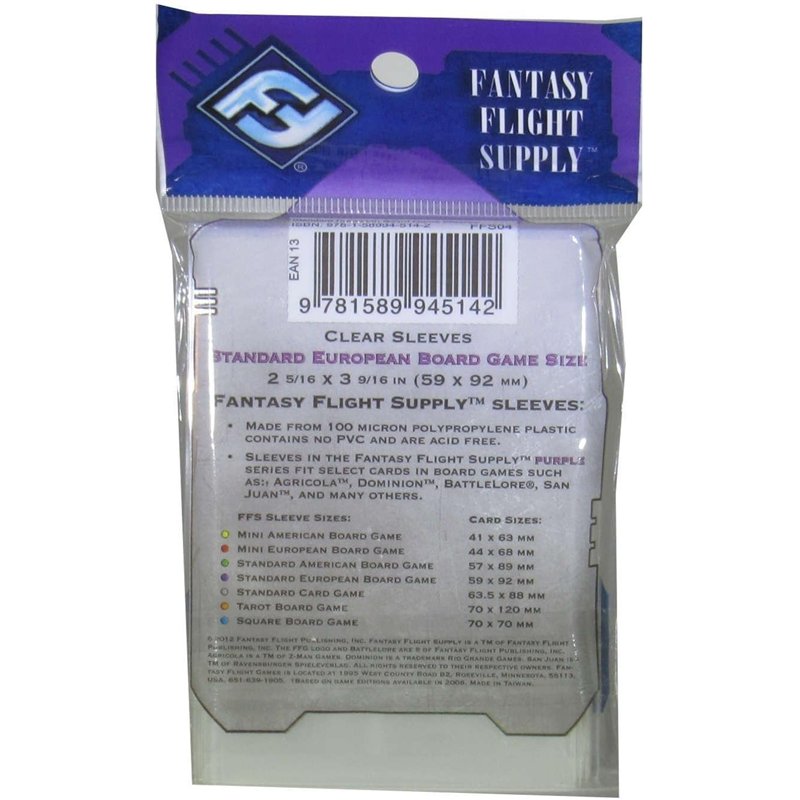 FANTASY
FLIGHT
SUPPLY™
®
ISBN: 978-1-58994-514-2 FFS04
EAN 13
9 781589 945142
CLEAR SLEEVES
STANDARD EUROPEAN BOARD GAME SIZE
2 5/16 X 3 9/16 IN (59 X 92 MM)
FANTASY FLIGHT SUPPLY™ SLEEVES:
• MADE FROM 100 MICRON POLYPROPYLENE PLASTIC
CONTAINS NO PVC AND ARE ACID FREE.
• SLEEVES IN THE FANTASY FLIGHT SUPPLY™ PURPLE
SERIES FIT SELECT CARDS IN BOARD GAMES SUCH
AS:† AGRICOLA™, DOMINION™, BATTLELORE®, SAN
JUAN™, AND MANY OTHERS.
FFS SLEEVE SIZES: CARD SIZES:
MINI AMERICAN BOARD GAME 41 X 63 MM
MINI EUROPEAN BOARD GAME 44 X 68 MM
STANDARD AMERICAN BOARD GAME 57 X 89 MM
STANDARD EUROPEAN BOARD GAME 59 X 92 MM
STANDARD CARD GAME 63.5 X 88 MM
TAROT BOARD GAME 70 X 120 MM
SQUARE BOARD GAME 70 X 70 MM
©2012 FANTASY FLIGHT PUBLISHING, INC. FANTASY FLIGHT SUPPLY IS A TM OF FANTASY FLIGHT
PUBLISHING, INC. THE FFG LOGO AND BATTLELORE ARE ® OF FANTASY FLIGHT PUBLISHING, INC.
AGRICOLA IS A TM OF Z-MAN GAMES. DOMINION IS A TRADEMARK RIO GRANDE GAMES. SAN JUAN IS
TM OF RAVENSBURGER SPIELEVERLAG. ALL RIGHTS RESERVED TO THEIR RESPECTIVE OWNERS. FAN-
TASY FLIGHT GAMES IS LOCATED AT 1995 WEST COUNTY ROAD B2, ROSEVILLE, MINNESOTA, 55113,
USA. 651-639-1905. †BASED ON GAME EDITIONS AVAILABLE IN 2008. MADE IN TAIWAN.